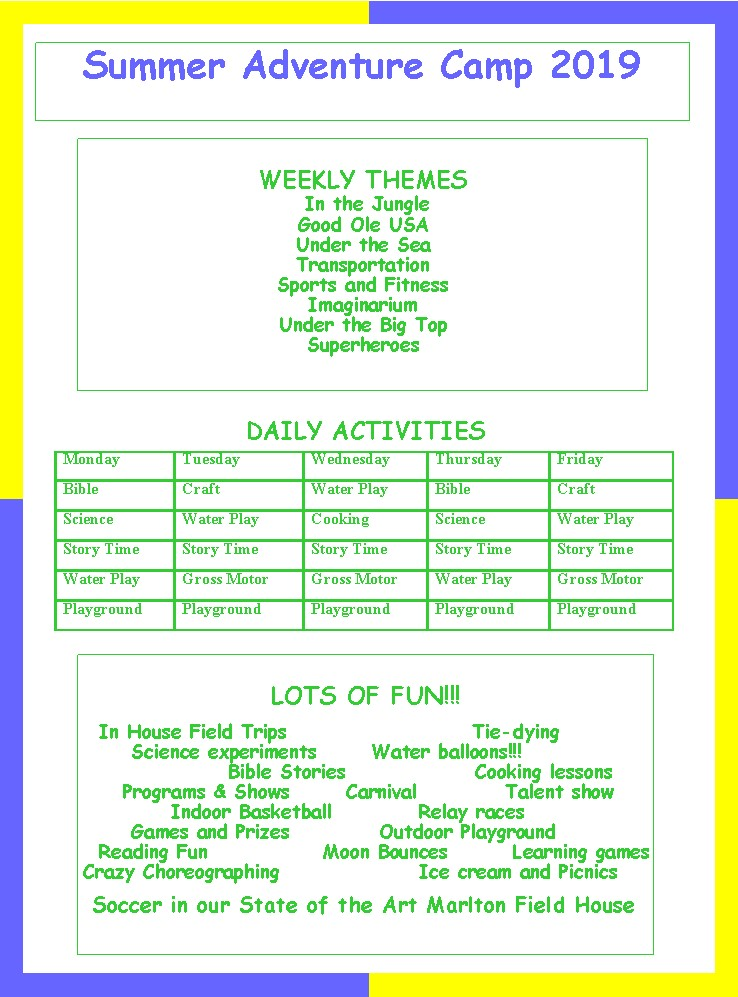 Summer Adventure Camp 2019
WEEKLY THEMES
In the Jungle
Good Ole USA
Under the Sea
Transportation
Sports and Fitness
Imaginarium
Under the Big Top
Superheroes
DAILY ACTIVITIES
Monday Tuesday Wednesday Thursday Friday
Bible Craft Water Play Bible Craft
Science Water Play Cooking Science Water Play
Story Time Story Time Story Time Story Time Story Time
Water Play Gross Motor Gross Motor Water Play Gross Motor
Playground Playground Playground Playground Playground
LOTS OF FUN!!!
In House Field Trips Tie-dying
Science experiments Water balloons!!!
Bible Stories Cooking lessons
Programs & Shows Carnival Talent show
Indoor Basketball Relay races
Games and Prizes Outdoor Playground
Reading Fun Moon Bounces Learning games
Crazy Choreographing Ice cream and Picnics
Soccer in our State of the Art Marlton Field House